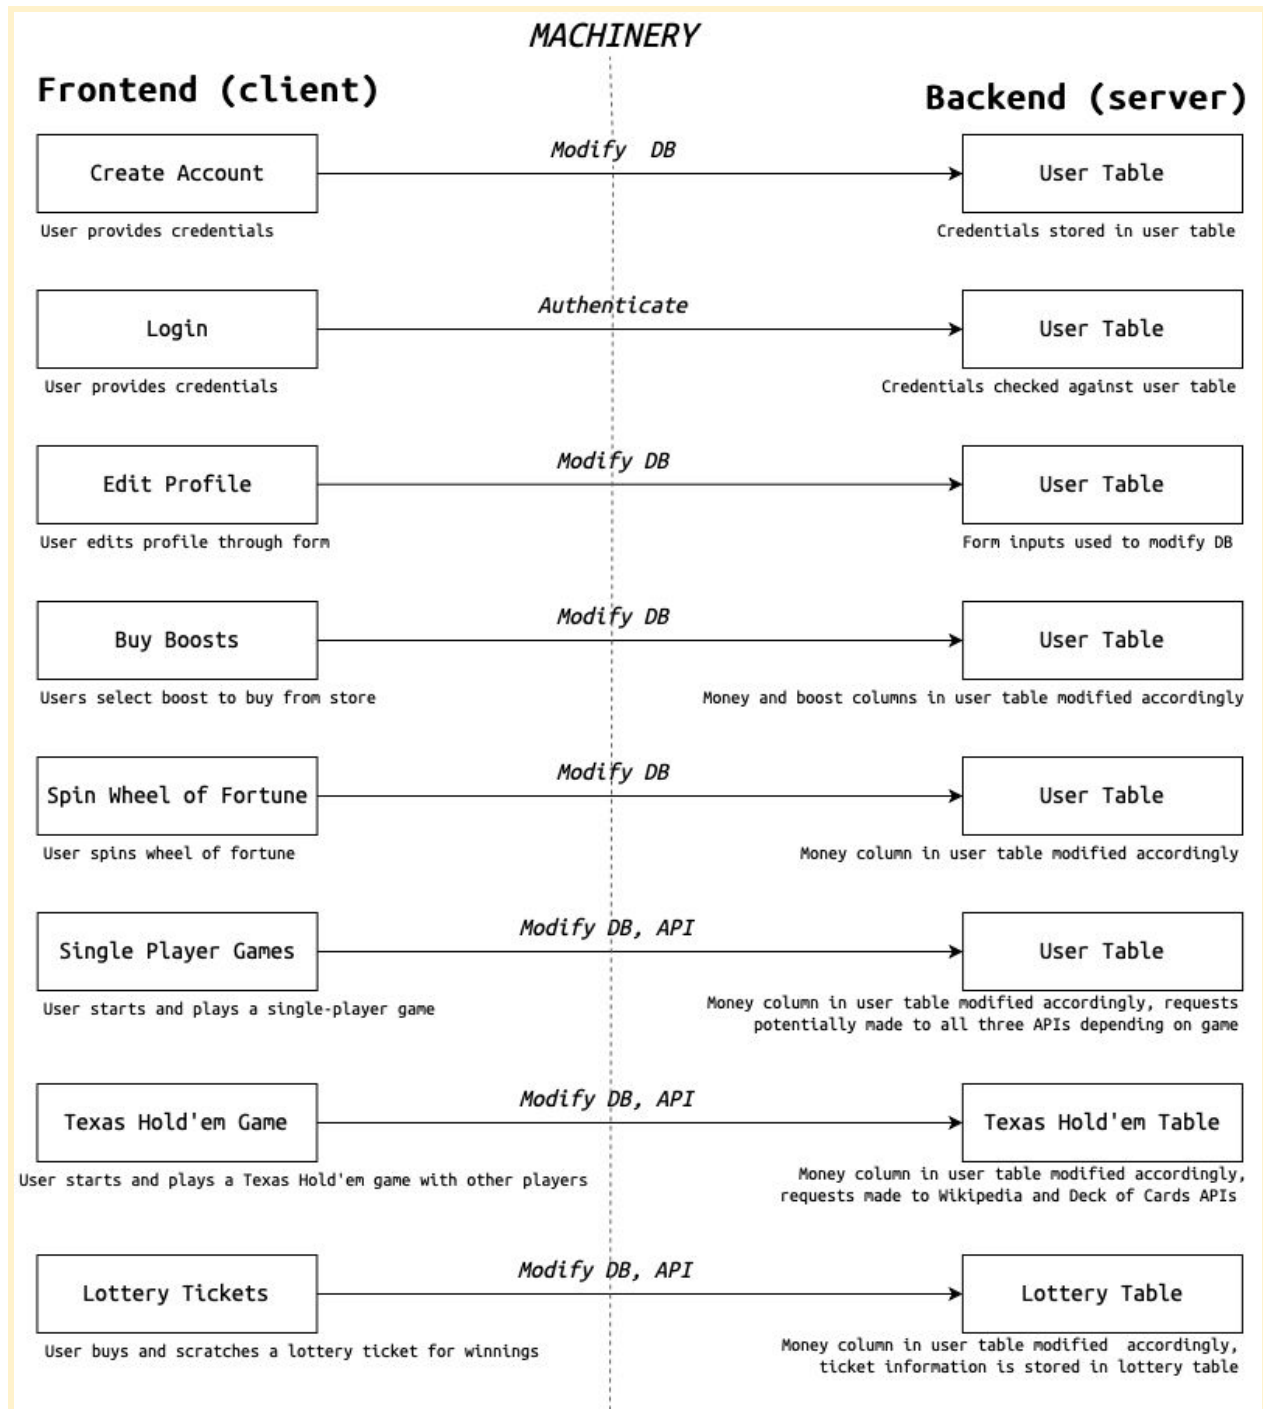 MACHINERY
Frontend (client)
Backend (server)
Create Account
Modify DB
User Table
User provides credentials
Credentials stored in user table
Login
Authenticate
User Table
User provides credentials
Credentials checked against user table
Edit Profile
Modify DB
User Table
User edits profile through form
Form inputs used to modify DB
Buy Boosts
Modify DB
User Table
Users select boost to buy from store
Money and boost columns in user table modified accordingly
Spin Wheel of Fortune
Modify DB
User Table
User spins wheel of fortune
Money column in user table modified accordingly
Single Player Games
Modify DB, API
User Table
User starts and plays a single-player game
Money column in user table modified accordingly, requests
potentially made to all three APIs depending on game
Texas Hold'em Game
Modify DB, API
Texas Hold'em Table
User starts and plays a Texas Hold'em game with other players
Money column in user table modified accordingly,
requests made to Wikipedia and Deck of Cards APIs
Lottery Tickets
Modify DB, API
Lottery Table
User buys and scratches a lottery ticket for winnings
Money column in user table modified accordingly,
ticket information is stored in lottery table